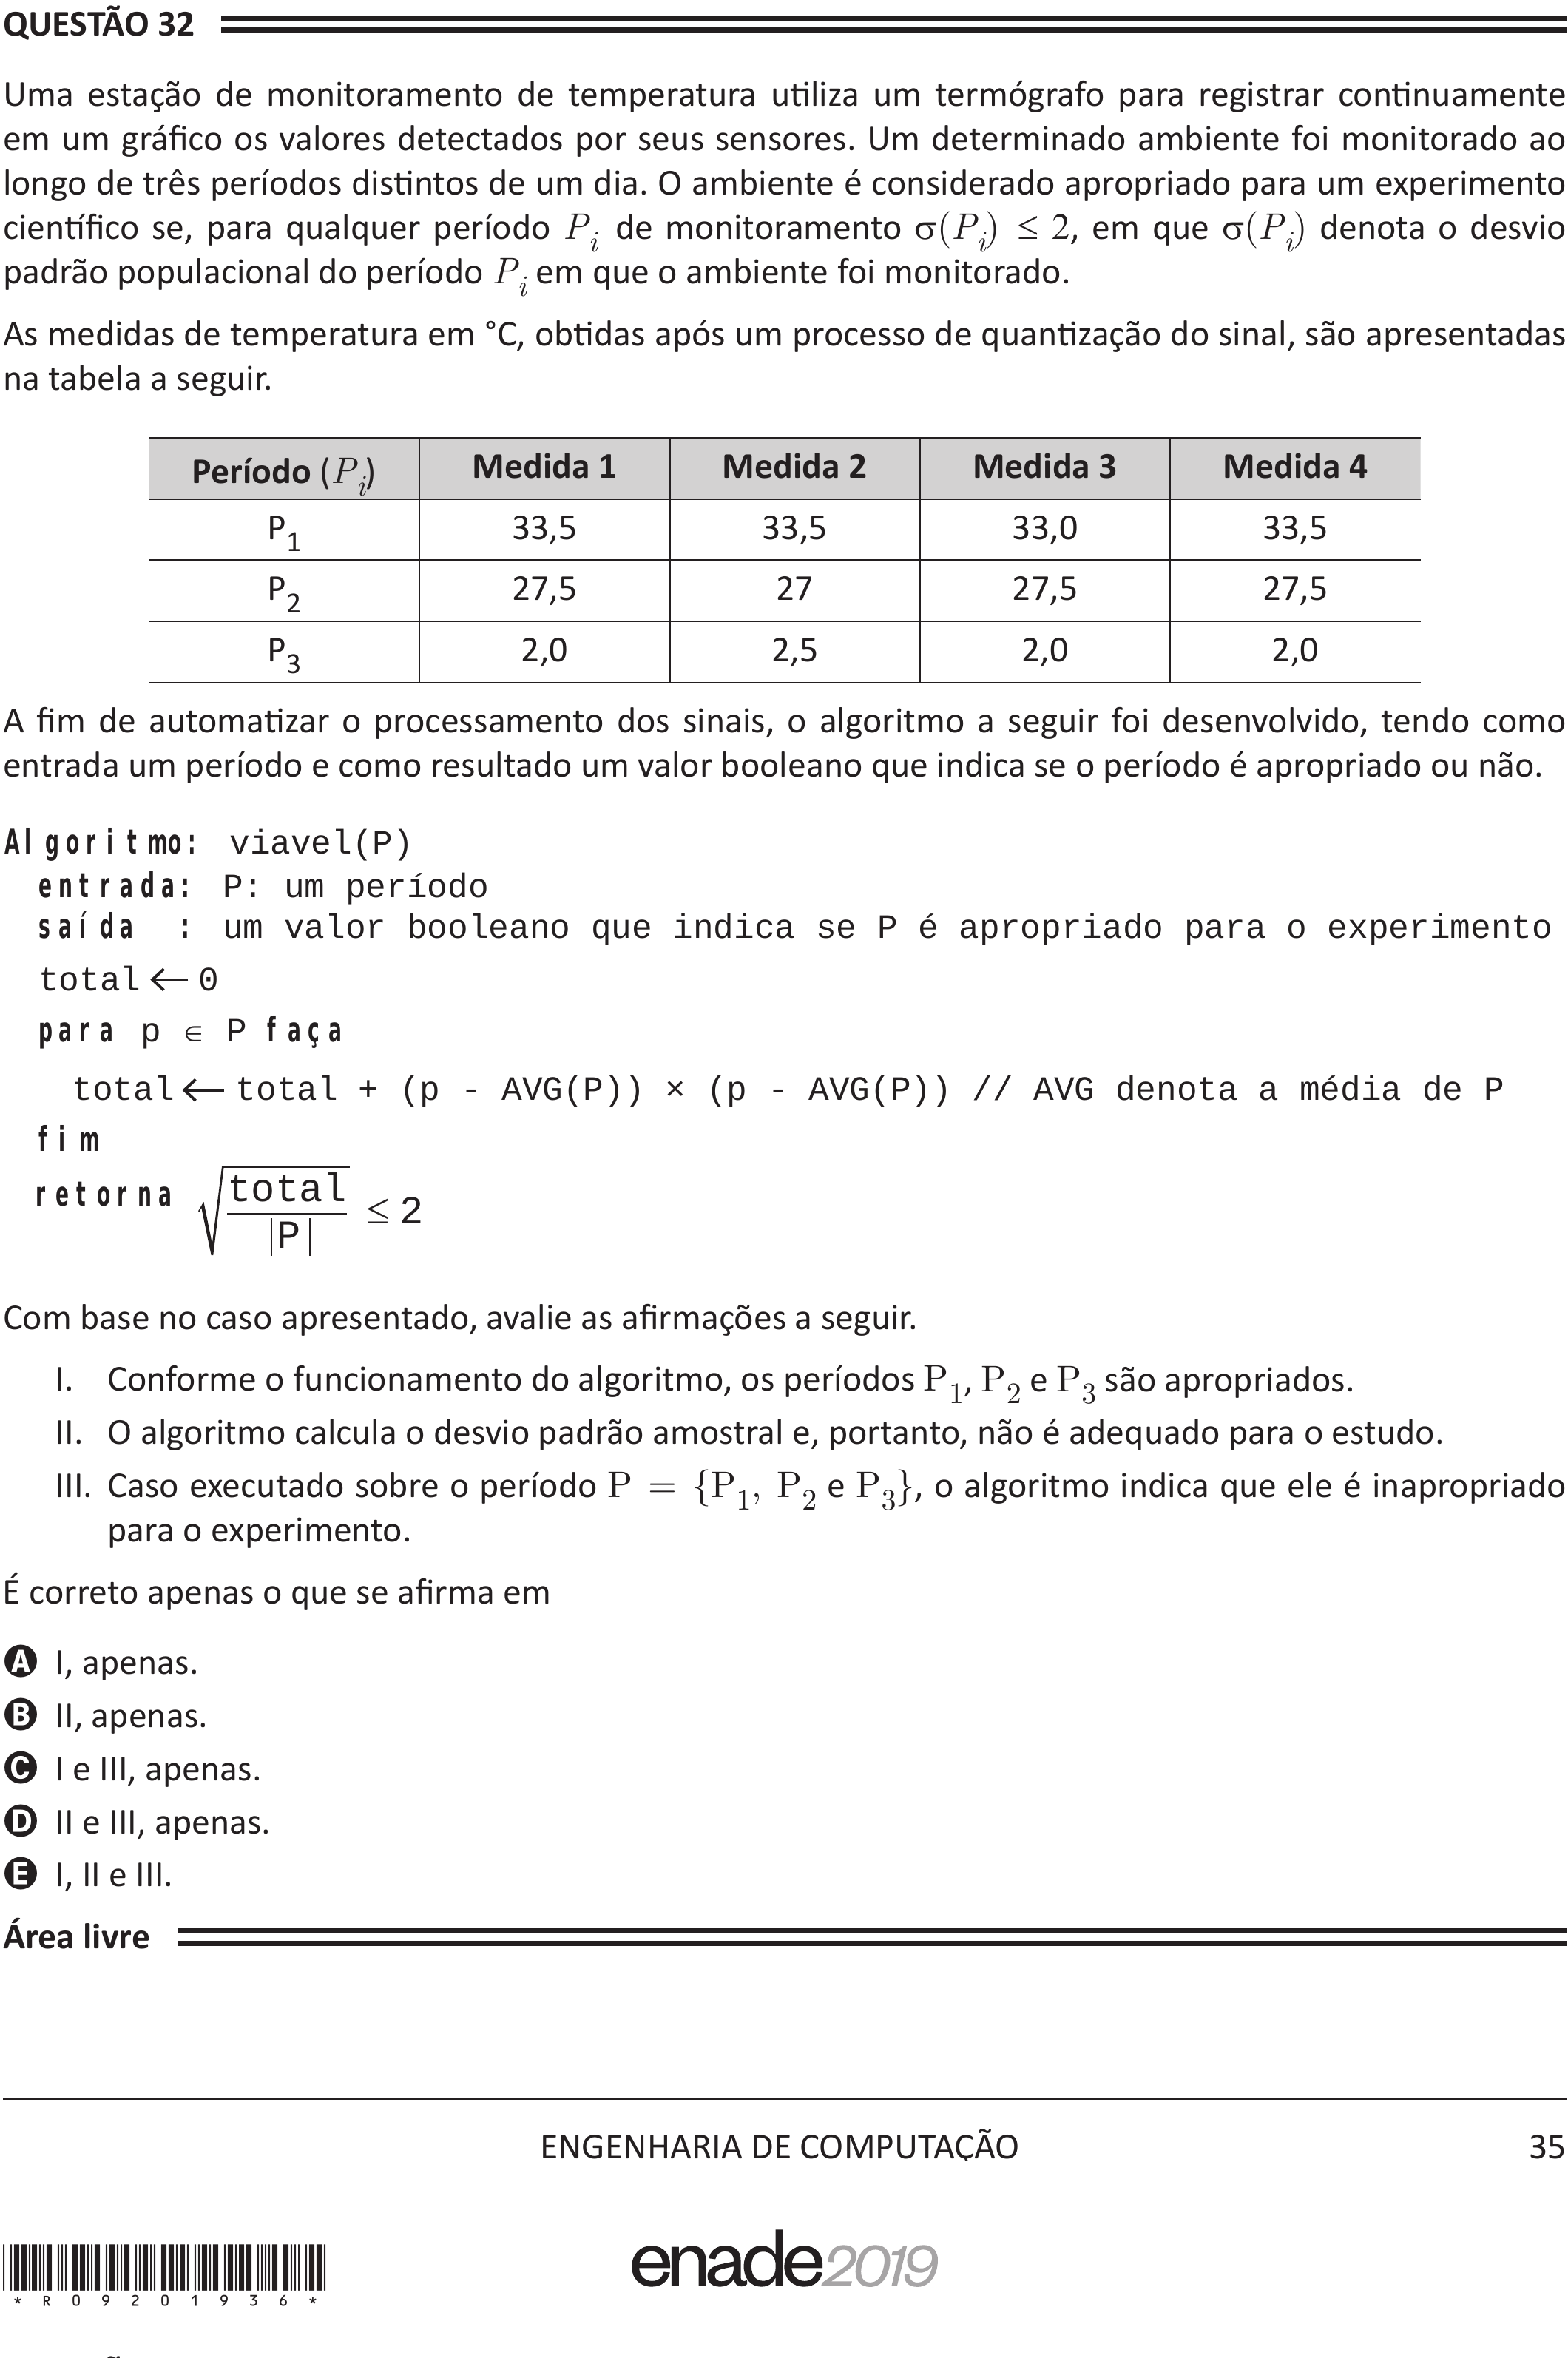 QUESTÃO 32
Uma estação de monitoramento de temperatura utiliza um termógrafo para registrar continuamente
em um gráfico os valores detectados por seus sensores. Um determinado ambiente foi monitorado ao
longo de três períodos distintos de um dia. O ambiente é considerado apropriado para um experimento
científico se, para qualquer período P_i de monitoramento σ(P_i) ≤ 2, em que σ(P_i) denota o desvio
padrão populacional do período P_i em que o ambiente foi monitorado.
As medidas de temperatura em °C, obtidas após um processo de quantização do sinal, são apresentadas
na tabela a seguir.
Período (P_i) Medida 1 Medida 2 Medida 3 Medida 4
P_1 33,5 33,5 33,0 33,5
P_2 27,5 27 27,5 27,5
P_3 2,0 2,5 2,0 2,0
A fim de automatizar o processamento dos sinais, o algoritmo a seguir foi desenvolvido, tendo como
entrada um período e como resultado um valor booleano que indica se o período é apropriado ou não.
Algoritmo: viavel(P)
entrada: P: um período
saída : um valor booleano que indica se P é apropriado para o experimento
total ← 0
para p ∈ P faça
total ← total + (p - AVG(P)) × (p - AVG(P)) // AVG denota a média de P
fim
retorna √(total/|P|) ≤ 2
Com base no caso apresentado, avalie as afirmações a seguir.
I. Conforme o funcionamento do algoritmo, os períodos P_1, P_2 e P_3 são apropriados.
II. O algoritmo calcula o desvio padrão amostral e, portanto, não é adequado para o estudo.
III. Caso executado sobre o período P = {P_1, P_2 e P_3}, o algoritmo indica que ele é inapropriado
para o experimento.
É correto apenas o que se afirma em
A I, apenas.
B II, apenas.
C I e III, apenas.
D II e III, apenas.
E I, II e III.
Área livre
ENGENHARIA DE COMPUTAÇÃO 35
*R09201936*
enade2019